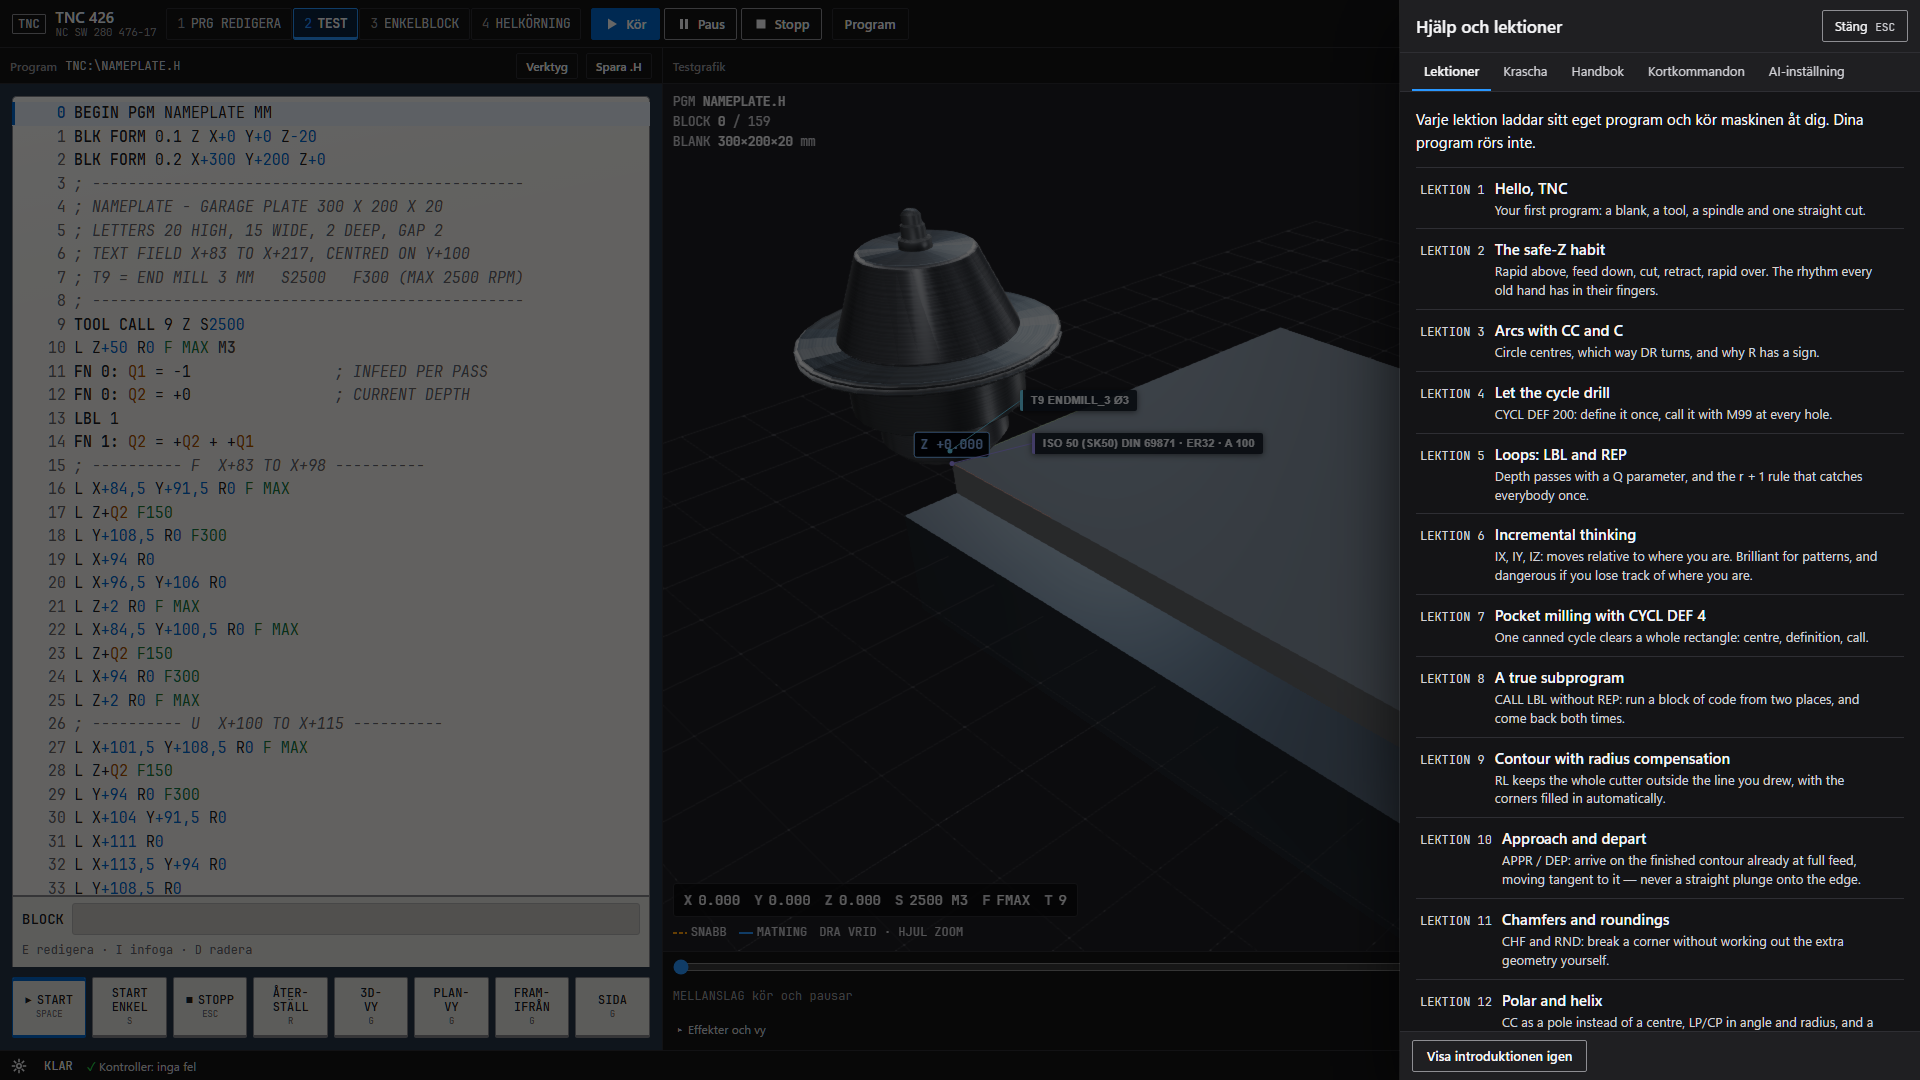 TNC
TNC 426
NC SW 280 476-17
1 PRG REDIGERA
2 TEST
3 ENKELBLOCK
4 HELKÖRNING
Kör
Paus
Stopp
Program
Program TNC:\NAMEPLATE.H
Verktyg
Spara .H
0 BEGIN PGM NAMEPLATE MM
1 BLK FORM 0.1 Z X+0 Y+0 Z-20
2 BLK FORM 0.2 X+300 Y+200 Z+0
3 ; ------------------------------------------------
4 ; NAMEPLATE - GARAGE PLATE 300 X 200 X 20
5 ; LETTERS 20 HIGH, 15 WIDE, 2 DEEP, GAP 2
6 ; TEXT FIELD X+83 TO X+217, CENTRED ON Y+100
7 ; T9 = END MILL 3 MM   S2500   F300 (MAX 2500 RPM)
8 ; ------------------------------------------------
9 TOOL CALL 9 Z S2500
10 L Z+50 R0 F MAX M3
11 FN 0: Q1 = -1                ; INFEED PER PASS
12 FN 0: Q2 = +0                ; CURRENT DEPTH
13 LBL 1
14 FN 1: Q2 = +Q2 + +Q1
15 ; ---------- F  X+83 TO X+98 ----------
16 L X+84,5 Y+91,5 R0 F MAX
17 L Z+Q2 F150
18 L Y+108,5 R0 F300
19 L X+94 R0
20 L X+96,5 Y+106 R0
21 L Z+2 R0 F MAX
22 L X+84,5 Y+100,5 R0 F MAX
23 L Z+Q2 F150
24 L X+94 R0 F300
25 L Z+2 R0 F MAX
26 ; ---------- U  X+100 TO X+115 ----------
27 L X+101,5 Y+108,5 R0 F MAX
28 L Z+Q2 F150
29 L Y+94 R0 F300
30 L X+104 Y+91,5 R0
31 L X+111 R0
32 L X+113,5 Y+94 R0
33 L Y+108,5 R0
BLOCK
E redigera · I infoga · D radera
START
SPACE
START
ENKEL
S
STOPP
ESC
ÅTER-
STÄLL
R
3D-
VY
G
PLAN-
VY
G
FRAM-
IFRÅN
G
SIDA
G
KLAR
✓ Kontroller: inga fel
Testgrafik
PGM NAMEPLATE.H
BLOCK 0 / 159
BLANK 300×200×20 mm
T9 ENDMILL_3 Ø3
Z +0.000
ISO 50 (SK50) DIN 69871 · ER32 · A 100
X 0.000 Y 0.000 Z 0.000 S 2500 M3 F FMAX T 9
SNABB MATNING DRA VRID · HJUL ZOOM
MELLANSLAG kör och pausar
Effekter och vy
Hjälp och lektioner
Stäng ESC
Lektioner
Krascha
Handbok
Kortkommandon
AI-inställning
Varje lektion laddar sitt eget program och kör maskinen åt dig. Dina
program rörs inte.
LEKTION 1 Hello, TNC
Your first program: a blank, a tool, a spindle and one straight cut.
LEKTION 2 The safe-Z habit
Rapid above, feed down, cut, retract, rapid over. The rhythm every
old hand has in their fingers.
LEKTION 3 Arcs with CC and C
Circle centres, which way DR turns, and why R has a sign.
LEKTION 4 Let the cycle drill
CYCL DEF 200: define it once, call it with M99 at every hole.
LEKTION 5 Loops: LBL and REP
Depth passes with a Q parameter, and the r + 1 rule that catches
everybody once.
LEKTION 6 Incremental thinking
IX, IY, IZ: moves relative to where you are. Brilliant for patterns, and
dangerous if you lose track of where you are.
LEKTION 7 Pocket milling with CYCL DEF 4
One canned cycle clears a whole rectangle: centre, definition, call.
LEKTION 8 A true subprogram
CALL LBL without REP: run a block of code from two places, and
come back both times.
LEKTION 9 Contour with radius compensation
RL keeps the whole cutter outside the line you drew, with the
corners filled in automatically.
LEKTION 10 Approach and depart
APPR / DEP: arrive on the finished contour already at full feed,
moving tangent to it — never a straight plunge onto the edge.
LEKTION 11 Chamfers and roundings
CHF and RND: break a corner without working out the extra
geometry yourself.
LEKTION 12 Polar and helix
CC as a pole instead of a centre, LP/CP in angle and radius, and a
Visa introduktionen igen